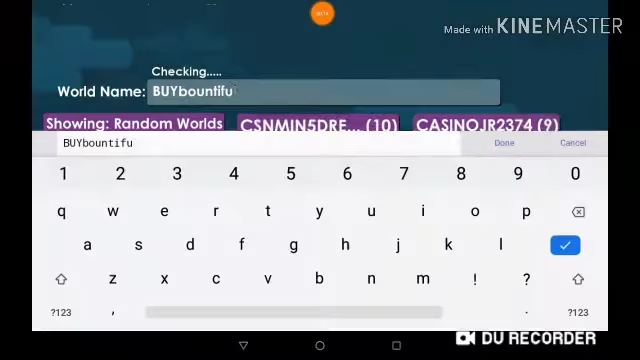 Made with KINEMASTER
Checking.....
World Name: BUYbountifu
Showing: Random Worlds CSNMIN5DRE... (10) CASINOJR2374 (9)
BUYbountifu Done Cancel
1 2 3 4 5 6 7 8 9 0
q w e r t y u i o p
a s d f g h j k l
z x c v b n m ! ?
?123 , . ?123
DU RECORDER